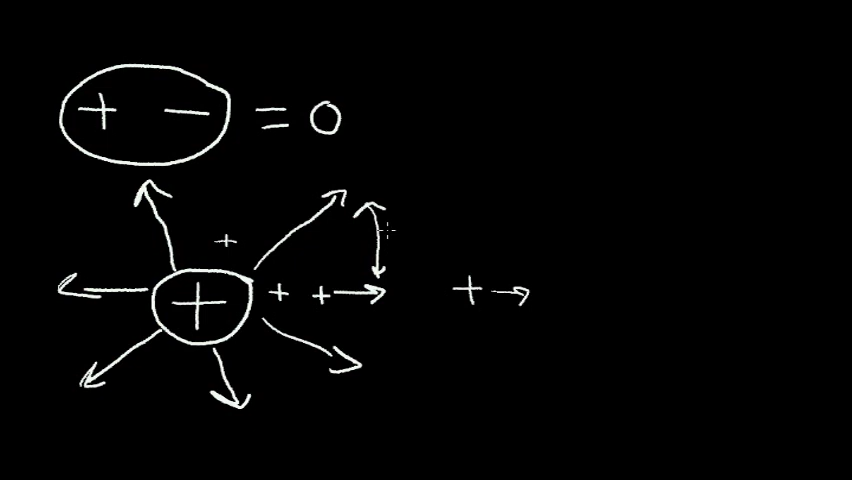 + − = 0
+
+ + + → + →